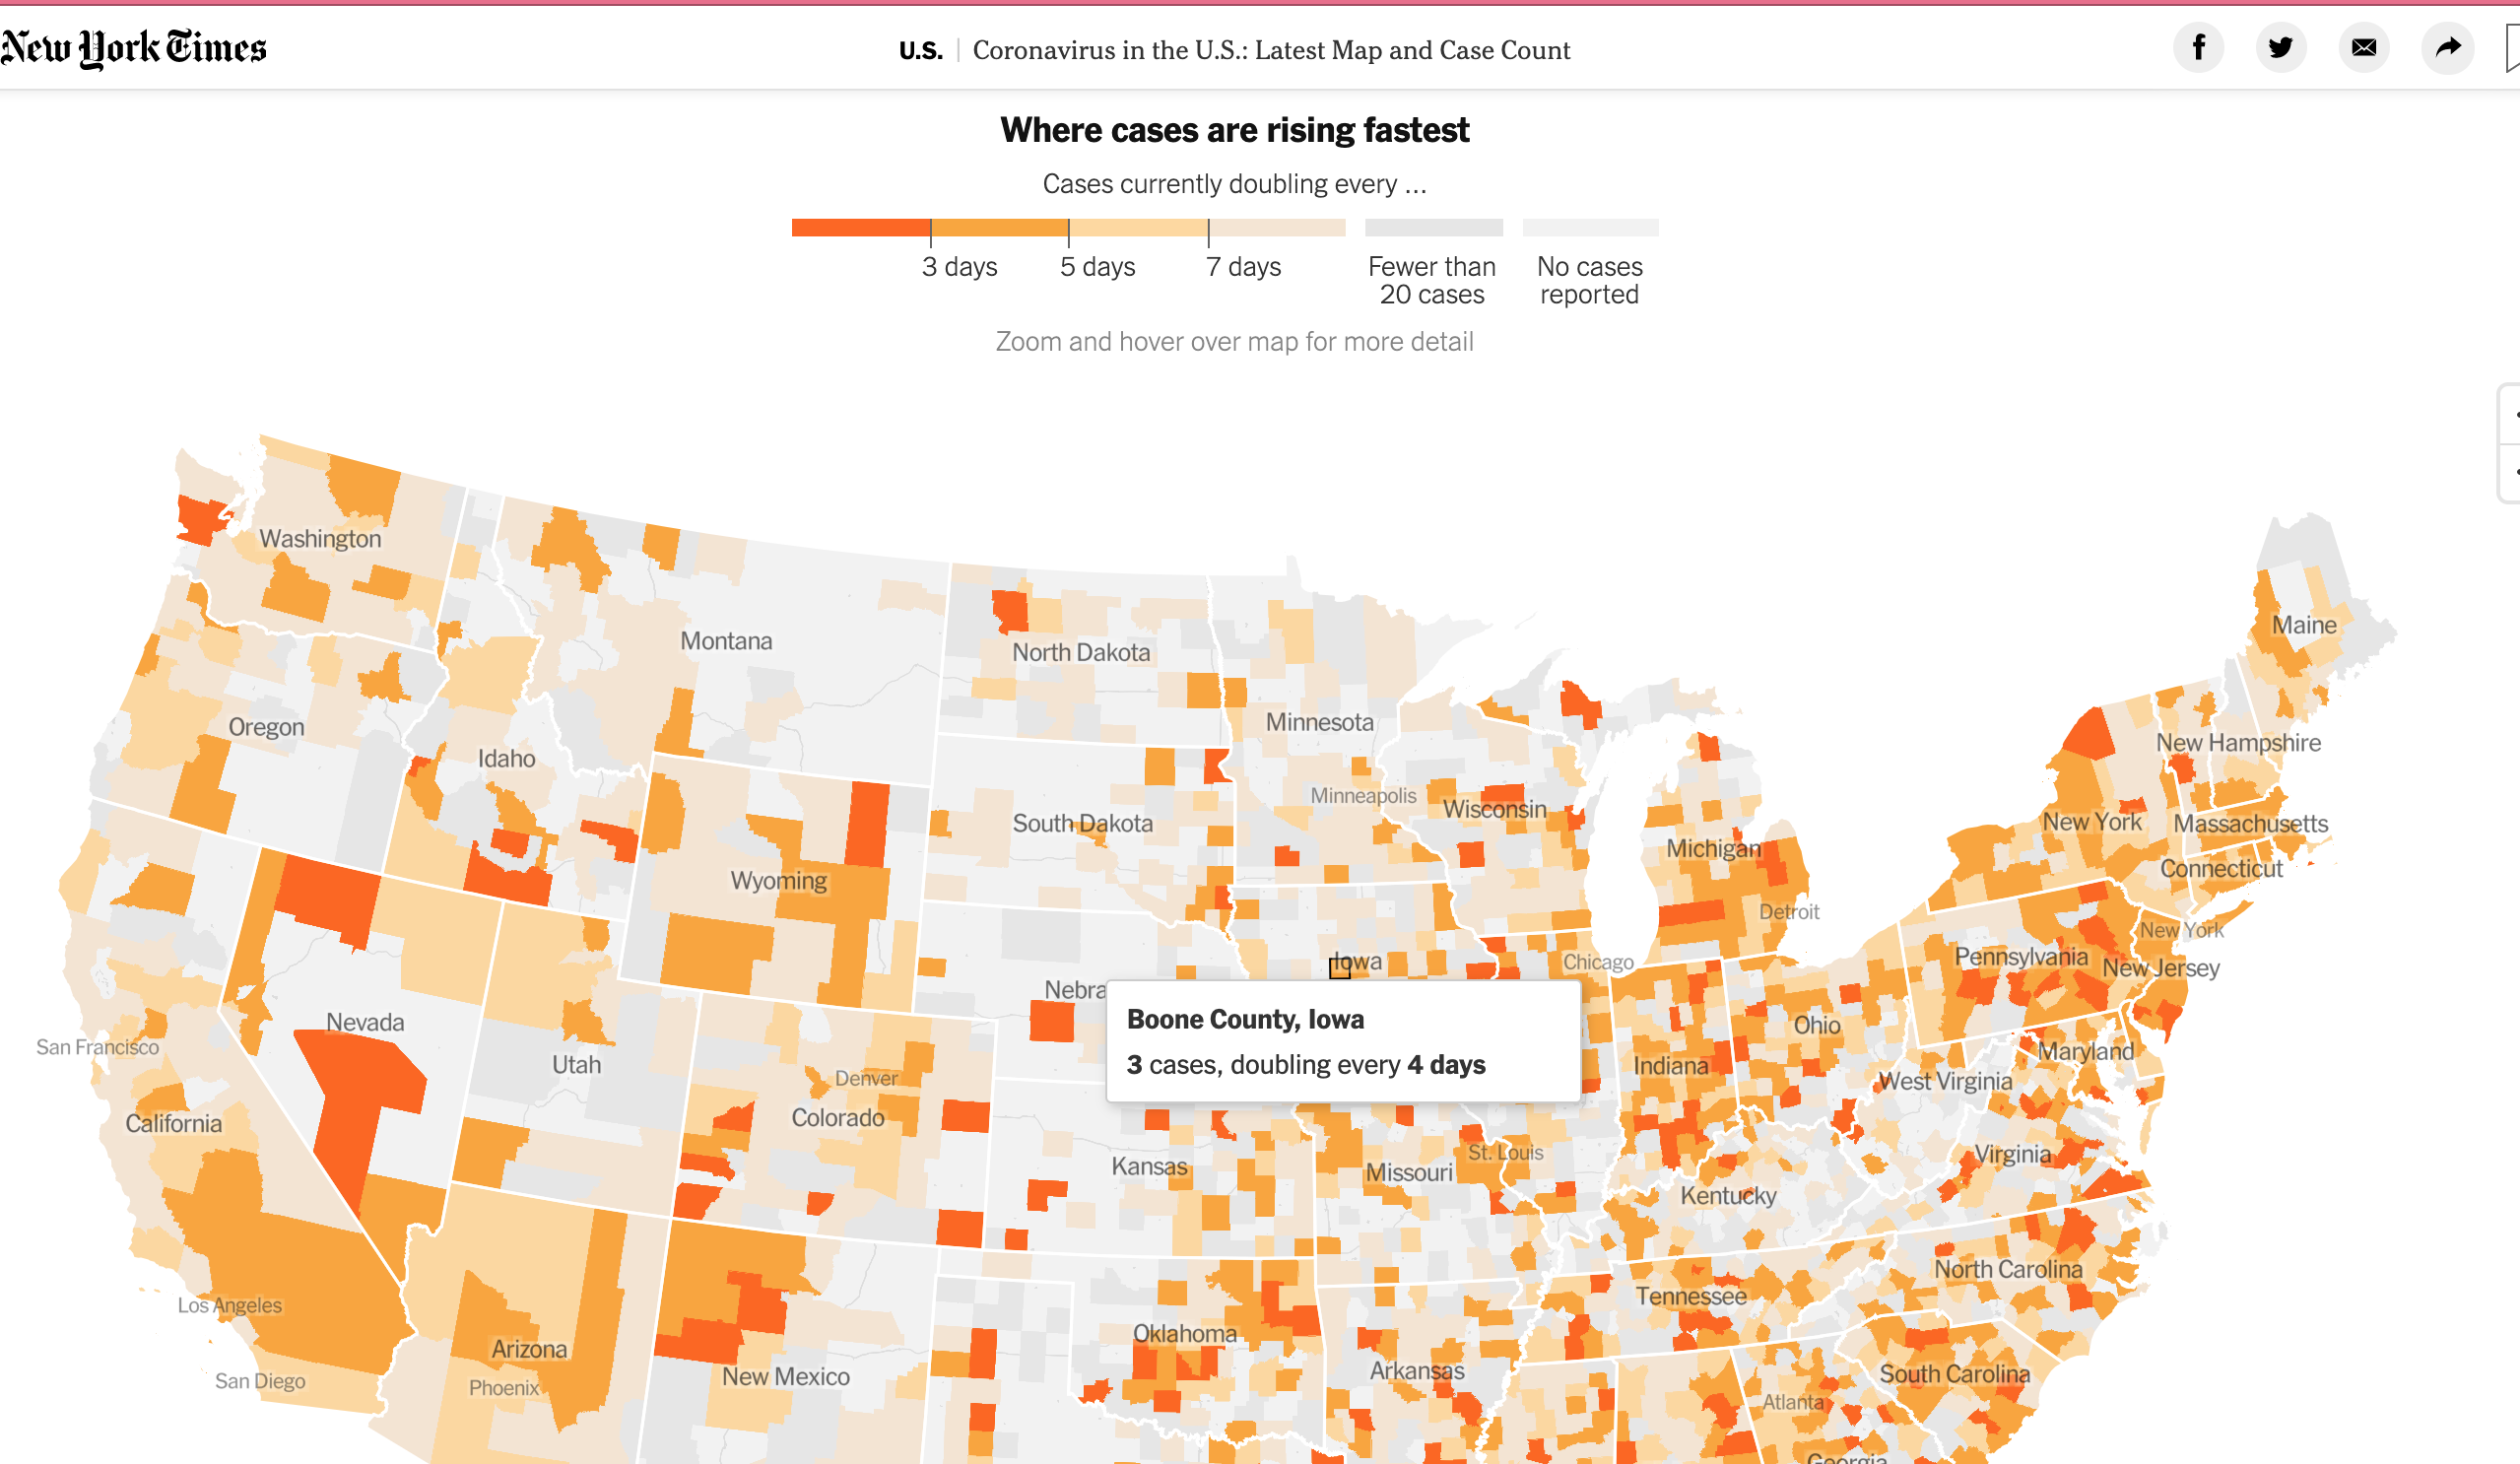 New York Times
U.S. | Coronavirus in the U.S.: Latest Map and Case Count
Where cases are rising fastest
Cases currently doubling every ...
3 days
5 days
7 days
Fewer than
20 cases
No cases
reported
Zoom and hover over map for more detail
Washington
Montana
North Dakota
Minnesota
Maine
Oregon
Idaho
New Hampshire
Minneapolis
Wisconsin
South Dakota
New York
Massachusetts
Michigan
Connecticut
Wyoming
Detroit
New York
Iowa
Chicago
Pennsylvania
New Jersey
Nebra
Boone County, Iowa
3 cases, doubling every 4 days
Nevada
Ohio
San Francisco
Utah
Indiana
Maryland
Denver
West Virginia
California
Colorado
Kansas
Missouri
St. Louis
Virginia
Kentucky
North Carolina
Los Angeles
Tennessee
Oklahoma
Arizona
New Mexico
Arkansas
South Carolina
San Diego
Phoenix
Atlanta
Georgia